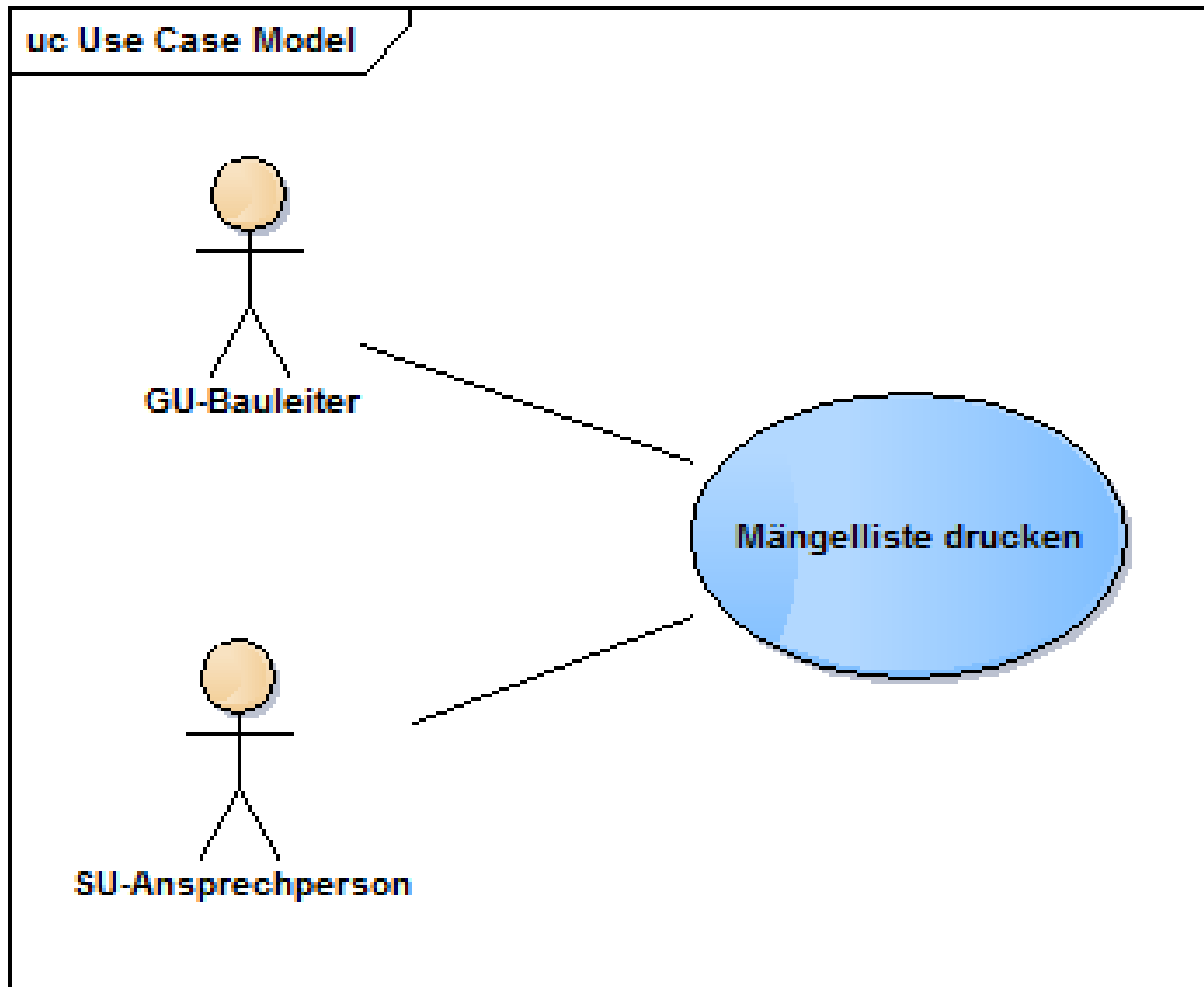 uc Use Case Model
GU-Bauleiter
Mängelliste drucken
SU-Ansprechperson